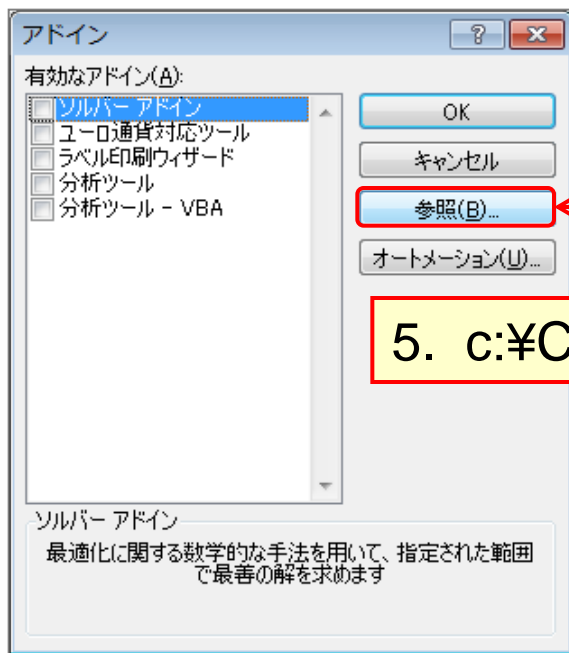 アドイン
有効なアドイン(A):
ソルバー アドイン
ユーロ通貨対応ツール
ラベル印刷ウィザード
分析ツール
分析ツール - VBA
OK
キャンセル
参照(B)...
オートメーション(U)...
5. c:¥C
ソルバー アドイン
最適化に関する数学的な手法を用いて、指定された範囲
で最善の解を求めます